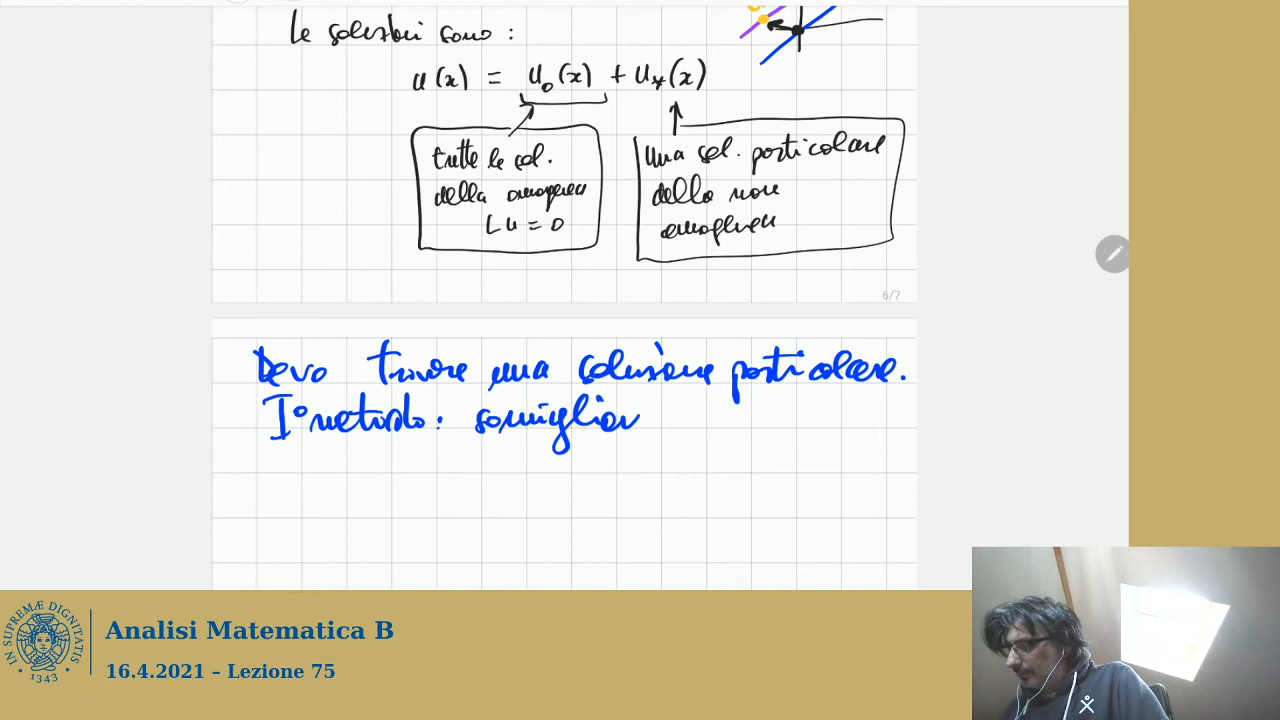 Le soluzioni sono :
u(x) = u₀(x) + u*(x)
tutte le sol.
della omogenea
Lu = 0
una sol. particolare
della non
omogenea
6/7
Devo trovare una soluzione particolare.
I° metodo: somiglian
Analisi Matematica B
16.4.2021 – Lezione 75
IN SUPREMÆ DIGNITATIS
·1343·